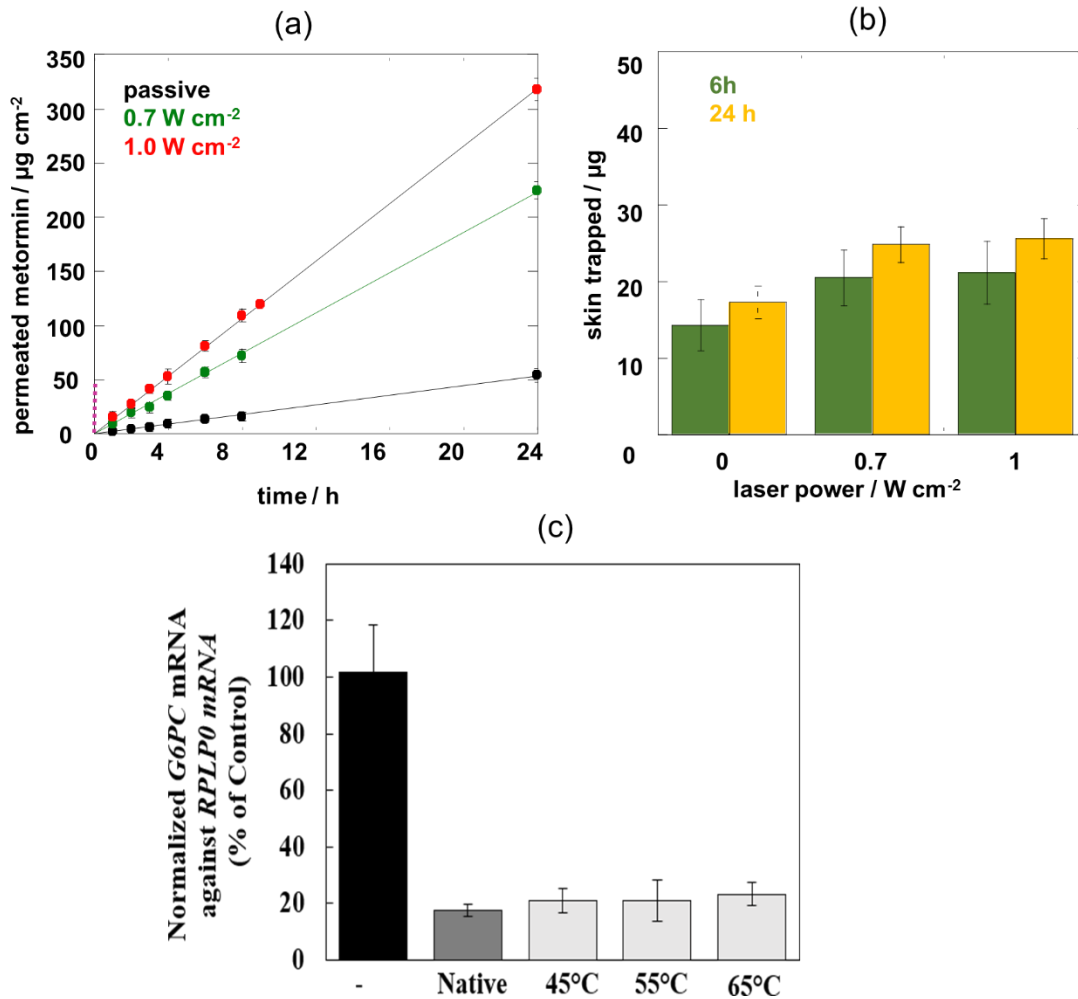 (a)
350
300
250
200
150
100
50
0
permeated metormin / µg cm⁻²
passive
0.7 W cm⁻²
1.0 W cm⁻²
0 4 8 12 16 20 24
time / h
(b)
50
40
30
20
10
0
skin trapped / µg
6h
24 h
0 0.7 1
laser power / W cm⁻²
(c)
140
120
100
80
60
40
20
0
Normalized G6PC mRNA
against RPLP0 mRNA
(% of Control)
- Native 45°C 55°C 65°C